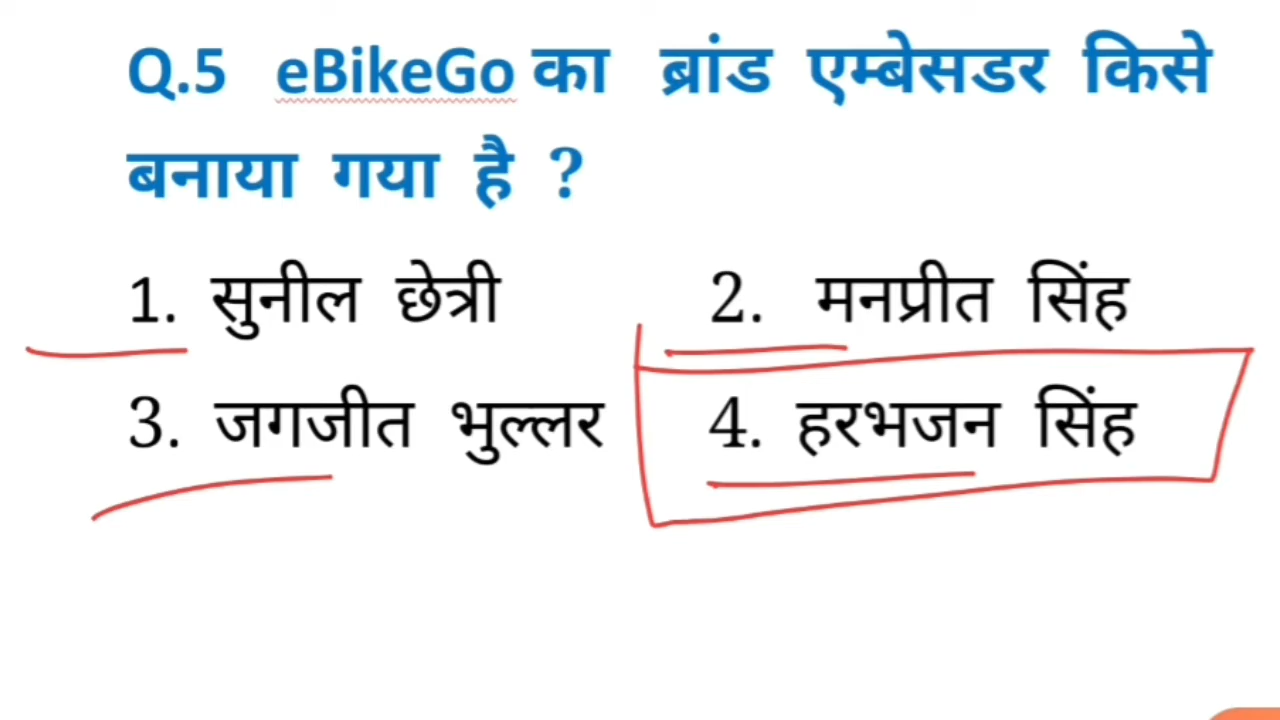 Q.5 eBikeGo का ब्रांड एम्बेसडर किसे
बनाया गया है ?
1. सुनील छेत्री 2. मनप्रीत सिंह
3. जगजीत भुल्लर 4. हरभजन सिंह